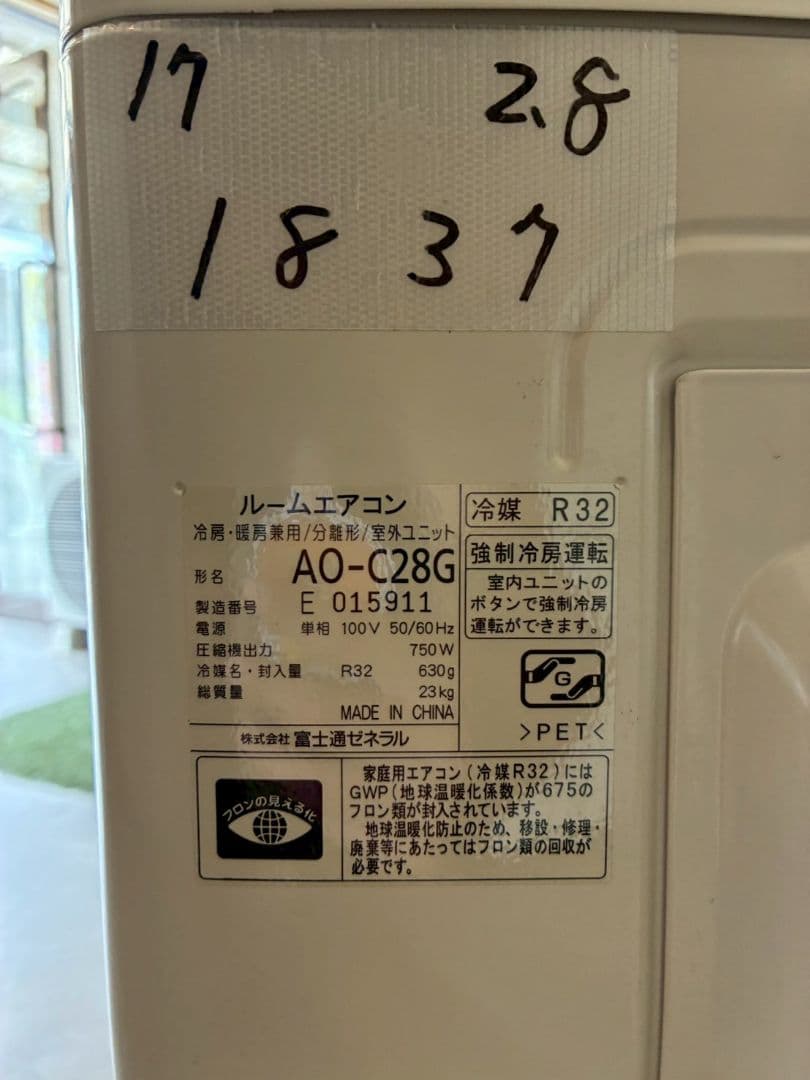 17 2.8
1837
ルームエアコン
冷房・暖房兼用/分離形/室外ユニット
形名 AO-C28G
製造番号 E 015911
電源 単相 100V 50/60Hz
圧縮機出力 750W
冷媒名・封入量 R32 630g
総質量 23kg
MADE IN CHINA
株式会社 富士通ゼネラル
冷媒 R32
強制冷房運転
室内ユニットの
ボタンで強制冷房
運転ができます。
G
>PET<
フロンの見える化
家庭用エアコン(冷媒R32)には
GWP(地球温暖化係数)が675の
フロン類が封入されています。
地球温暖化防止のため、移設・修理・
廃棄等にあたってはフロン類の回収が
必要です。